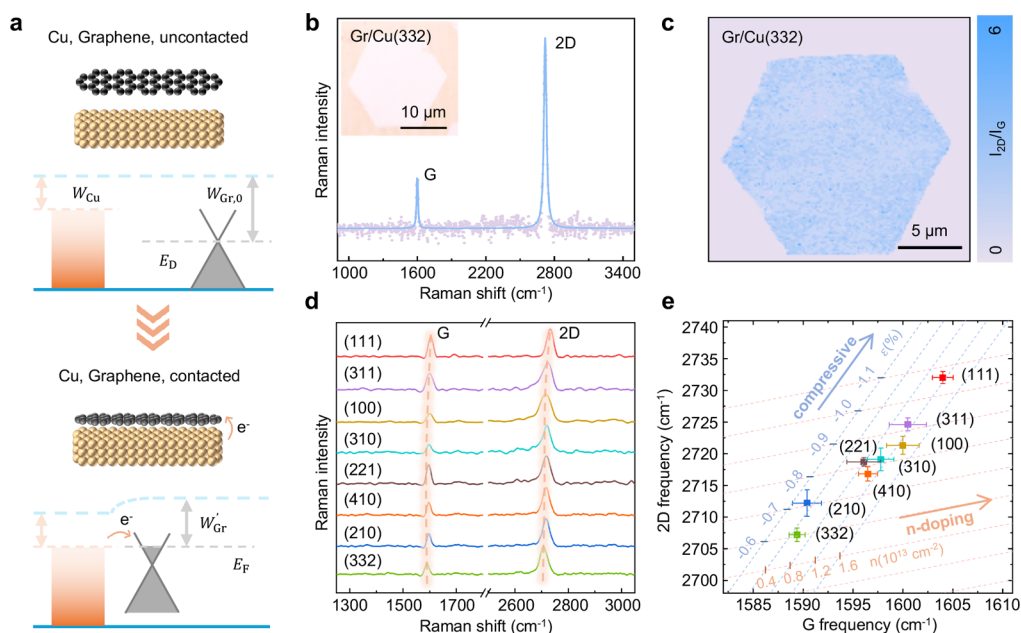 a
Cu, Graphene, uncontacted
W_Cu
W_Gr,0
E_D
Cu, Graphene, contacted
e⁻
e⁻
W'_Gr
E_F
b
Gr/Cu(332)
10 μm
2D
G
Raman intensity
900 1600 2200 2800 3400
Raman shift (cm⁻¹)
c
Gr/Cu(332)
5 μm
6
I_2D/I_G
0
d
G
2D
(111)
(311)
(100)
(310)
(221)
(410)
(210)
(332)
Raman intensity
1300 1500 1700 2600 2800 3000
Raman shift (cm⁻¹)
e
2740
2735
2730
2725
2720
2715
2710
2705
2700
2D frequency (cm⁻¹)
compressive
ε(%)
-1.1
-1.0
-0.9
-0.8
-0.7
-0.6
(111)
(311)
(100)
(221)
(310)
(410)
(210)
(332)
n-doping
0.4 0.8 1.2 1.6 n(10¹³ cm⁻²)
1585 1590 1595 1600 1605 1610
G frequency (cm⁻¹)